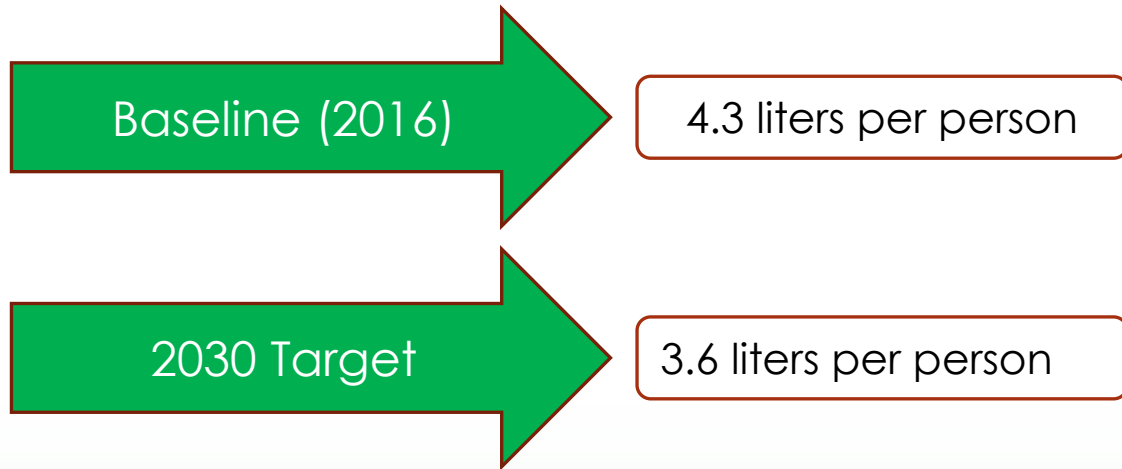 Baseline (2016)
4.3 liters per person
2030 Target
3.6 liters per person